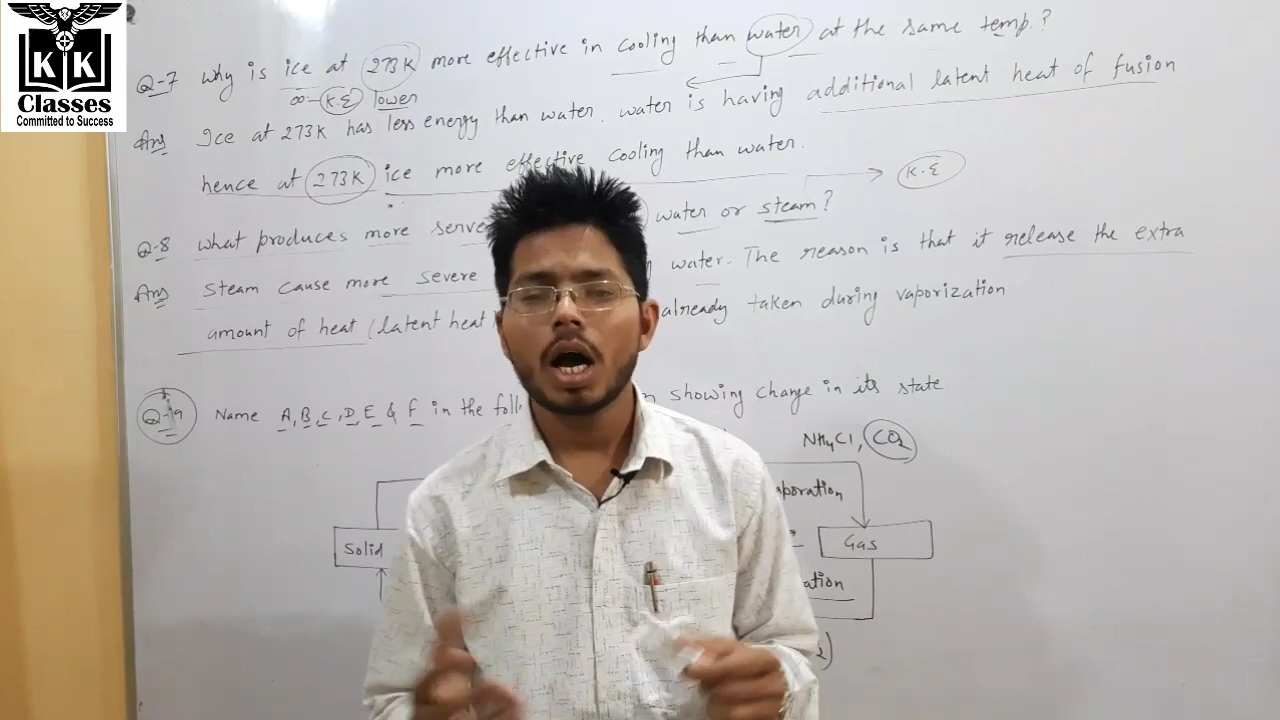 K K
Classes
Committed to Success
Q-7 why is ice at 273K more effective in cooling than water at the same temp.?
0°C K.E lower
Ans Ice at 273K has less energy than water. water is having additional latent heat of fusion
hence at 273K ice more effective cooling than water.
K.E
Q-8 what produces more water or steam?
Ans Steam cause more severe water. The reason is that it release the extra
amount of heat (latent heat already taken during vaporization
Q-9 Name A, B, C, D, E & F in the showing change in its state
NH4Cl, CO2
Solid
Gas